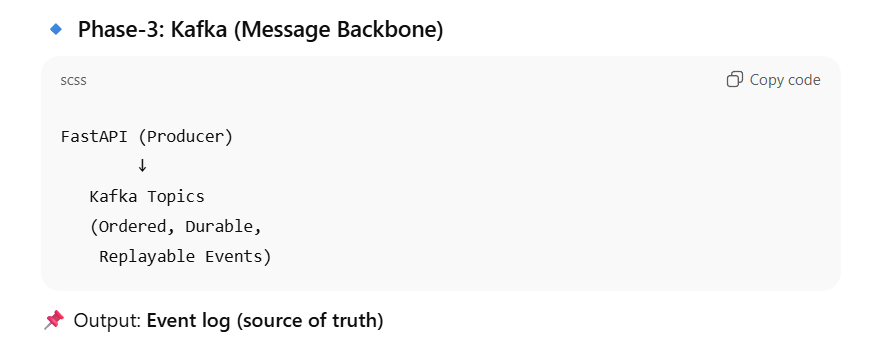 🔹 Phase-3: Kafka (Message Backbone)
scss
Copy code
FastAPI (Producer)
↓
Kafka Topics
(Ordered, Durable,
Replayable Events)
📌 Output: Event log (source of truth)